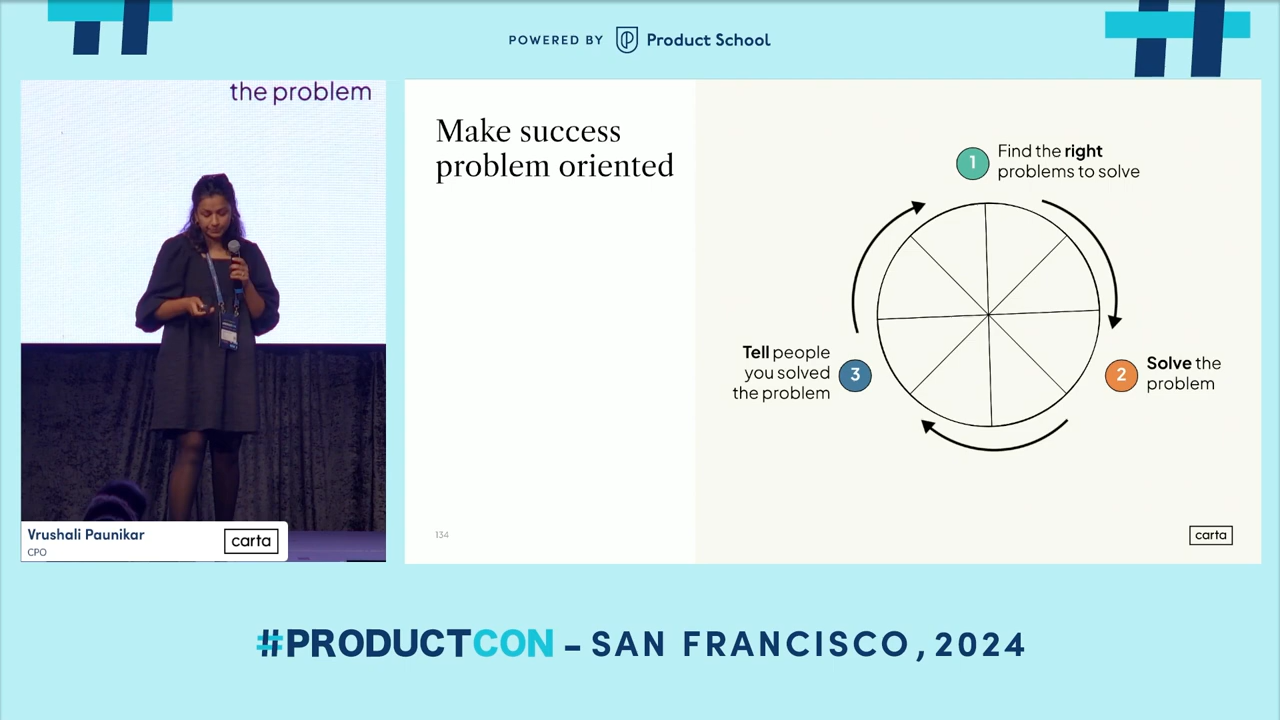 POWERED BY Product School
the problem
Make success
problem oriented
1
Find the right
problems to solve
Tell people
you solved
the problem
3
2
Solve the
problem
134
carta
Vrushali Paunikar
CPO
carta
#PRODUCTCON – SAN FRANCISCO, 2024